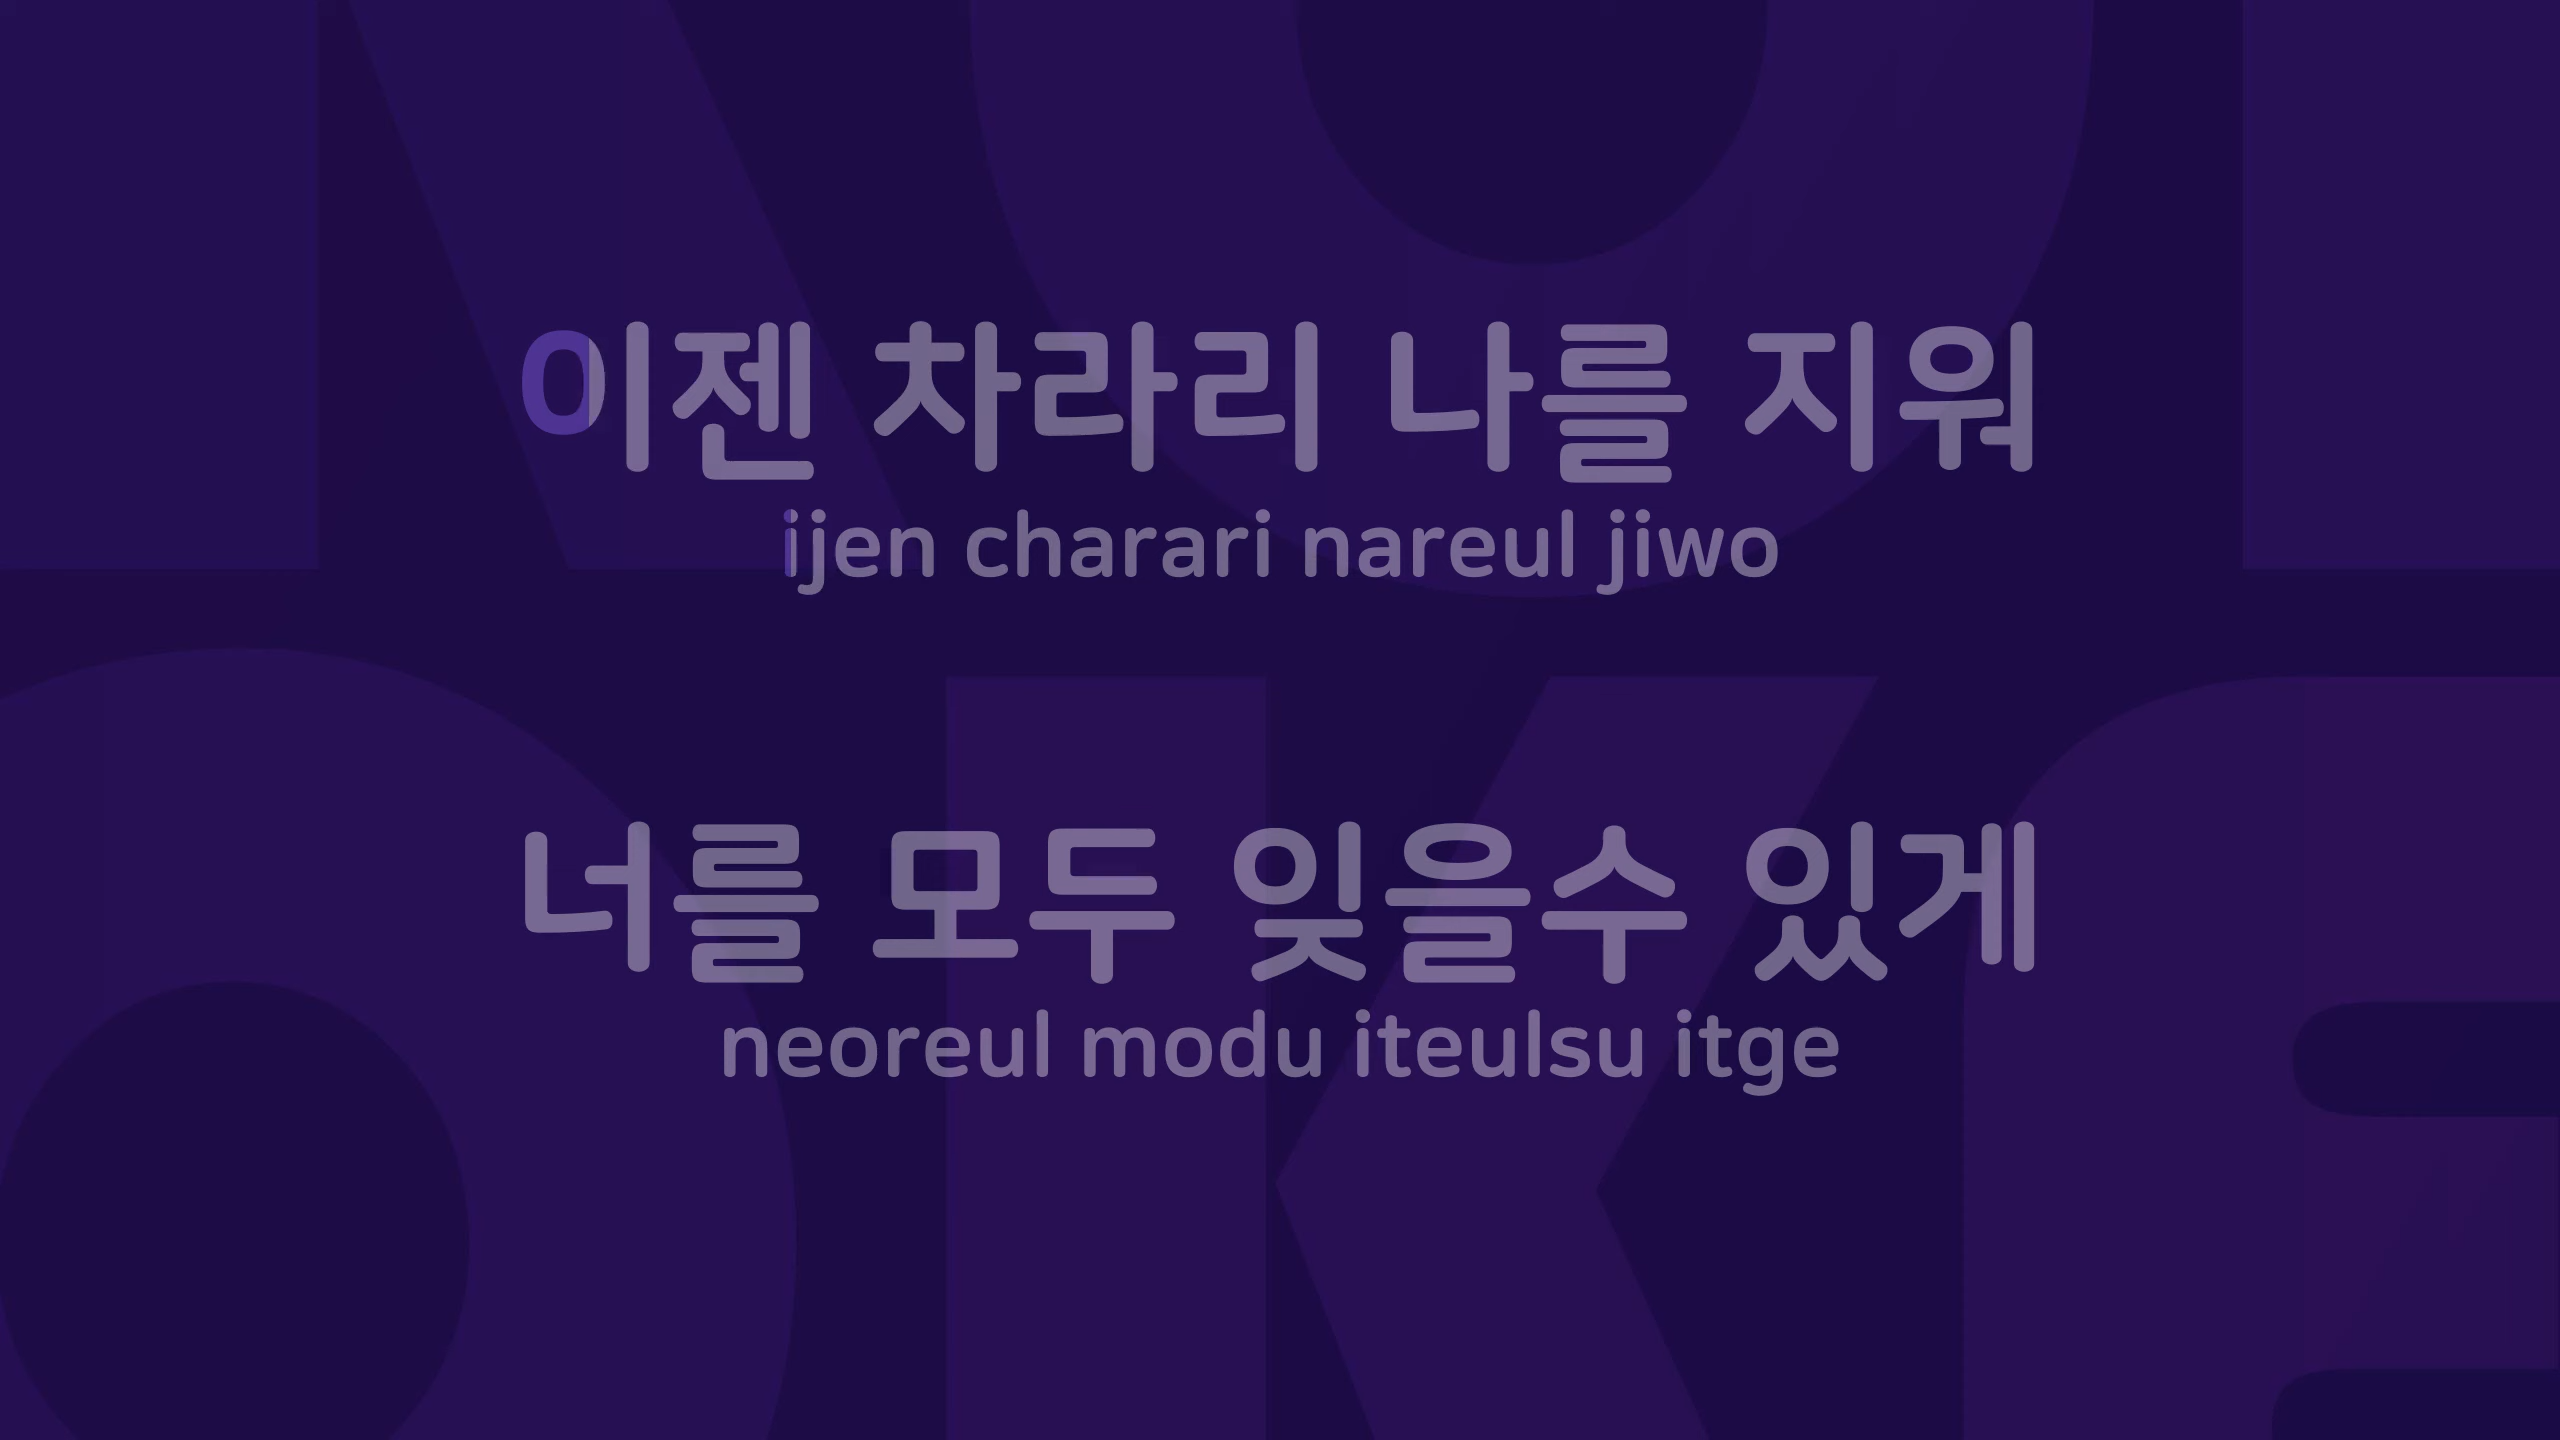 이젠 차라리 나를 지워
ijen charari nareul jiwo
너를 모두 잊을수 있게
neoreul modu iteulsu itge